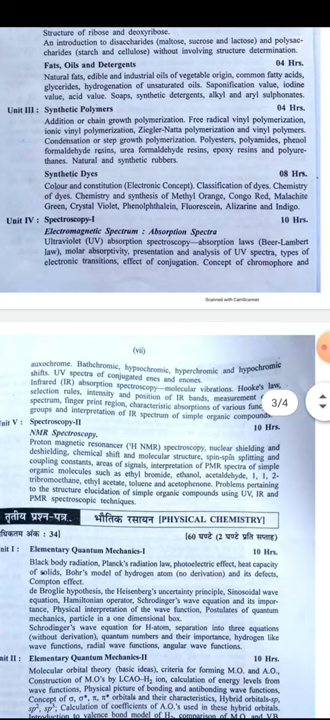 Structure of ribose and deoxyribose.
An introduction to disaccharides (maltose, sucrose and lactose) and polysac-
charides (starch and cellulose) without involving structure determination.
Fats, Oils and Detergents 04 Hrs.
Natural fats, edible and industrial oils of vegetable origin, common fatty acids,
glycerides, hydrogenation of unsaturated oils. Saponification value, iodine
value, acid value. Soaps, synthetic detergents, alkyl and aryl sulphonates.
Unit III : Synthetic Polymers 04 Hrs.
Addition or chain growth polymerization. Free radical vinyl polymerization,
ionic vinyl polymerization, Ziegler-Natta polymerization and vinyl polymers.
Condensation or step growth polymerization. Polyesters, polyamides, phenol
formaldehyde resins, urea formaldehyde resins, epoxy resins and polyure-
thanes. Natural and synthetic rubbers.
Synthetic Dyes 08 Hrs.
Colour and constitution (Electronic Concept). Classification of dyes. Chemistry
of dyes. Chemistry and synthesis of Methyl Orange, Congo Red, Malachite
Green, Crystal Violet, Phenolphthalein, Fluorescein, Alizarine and Indigo.
Unit IV : Spectroscopy-I 10 Hrs.
Electromagnetic Spectrum : Absorption Spectra
Ultraviolet (UV) absorption spectroscopy—absorption laws (Beer-Lambert
law), molar absorptivity, presentation and analysis of UV spectra, types of
electronic transitions, effect of conjugation. Concept of chromophore and
Scanned with CamScanner
(vii)
auxochrome. Bathchromic, hypsochromic, hyperchromic and hypochromic
shifts. UV spectra of conjugated enes and enones.
Infrared (IR) absorption spectroscopy—molecular vibrations. Hooke's law,
selection rules, intensity and position of IR bands, measurement
spectrum, finger print region, characteristic absorptions of various func
groups and interpretation of IR spectrum of simple organic compounds.
3/4
nit V : Spectroscopy-II 10 Hrs.
NMR Spectroscopy.
Proton magnetic resonancer (¹H NMR) spectroscopy, nuclear shielding and
deshielding, chemical shift and molecular structure, spin-spin splitting and
coupling constants, areas of signals, interpretation of PMR spectra of simple
organic molecules such as ethyl bromide, ethanol, acetaldehyde, 1, 1, 2-
tribromoethane, ethyl acetate, toluene and acetophenone. Problems pertaining
to the structure elucidation of simple organic compounds using UV, IR and
PMR spectroscopic techniques.
तृतीय प्रश्न-पत्र भौतिक रसायन [PHYSICAL CHEMISTRY]
धिकतम अंक : 34] [60 घण्टे (2 घण्टे प्रति सप्ताह)
nit I : Elementary Quantum Mechanics-I 10 Hrs.
Black body radiation, Planck's radiation law, photoelectric effect, heat capacity
of solids, Bohr's model of hydrogen atom (no derivation) and its defects,
Compton effect.
de Broglie hypothesis, the Heisenberg's uncertainty principle, Sinosoidal wave
equation, Hamiltonian operator, Schrodinger's wave equation and its impor-
tance, Physical interpretation of the wave function, Postulates of quantum
mechanics, particle in a one dimensional box.
Schrodinger's wave equation for H-atom, separation into three equations
(without derivation), quantum numbers and their importance, hydrogen like
wave functions, radial wave functions, angular wave functions.
nit II : Elementary Quantum Mechanics-II 10 Hrs.
Molecular orbital theory (basic ideas), criteria for forming M.O. and A.O.,
Construction of M.O's by LCAO–H₂ ion, calculation of energy levels from
wave functions, Physical picture of bonding and antibonding wave functions,
Concept of σ, σ*, π, π* orbitals and their characteristics, Hybrid orbitals-sp,
sp², sp³; Calculation of coefficients of A.O.'s used in these hybrid orbitals.
Introduction to valence bond model of H₂, comparison of M.O. and V.B.